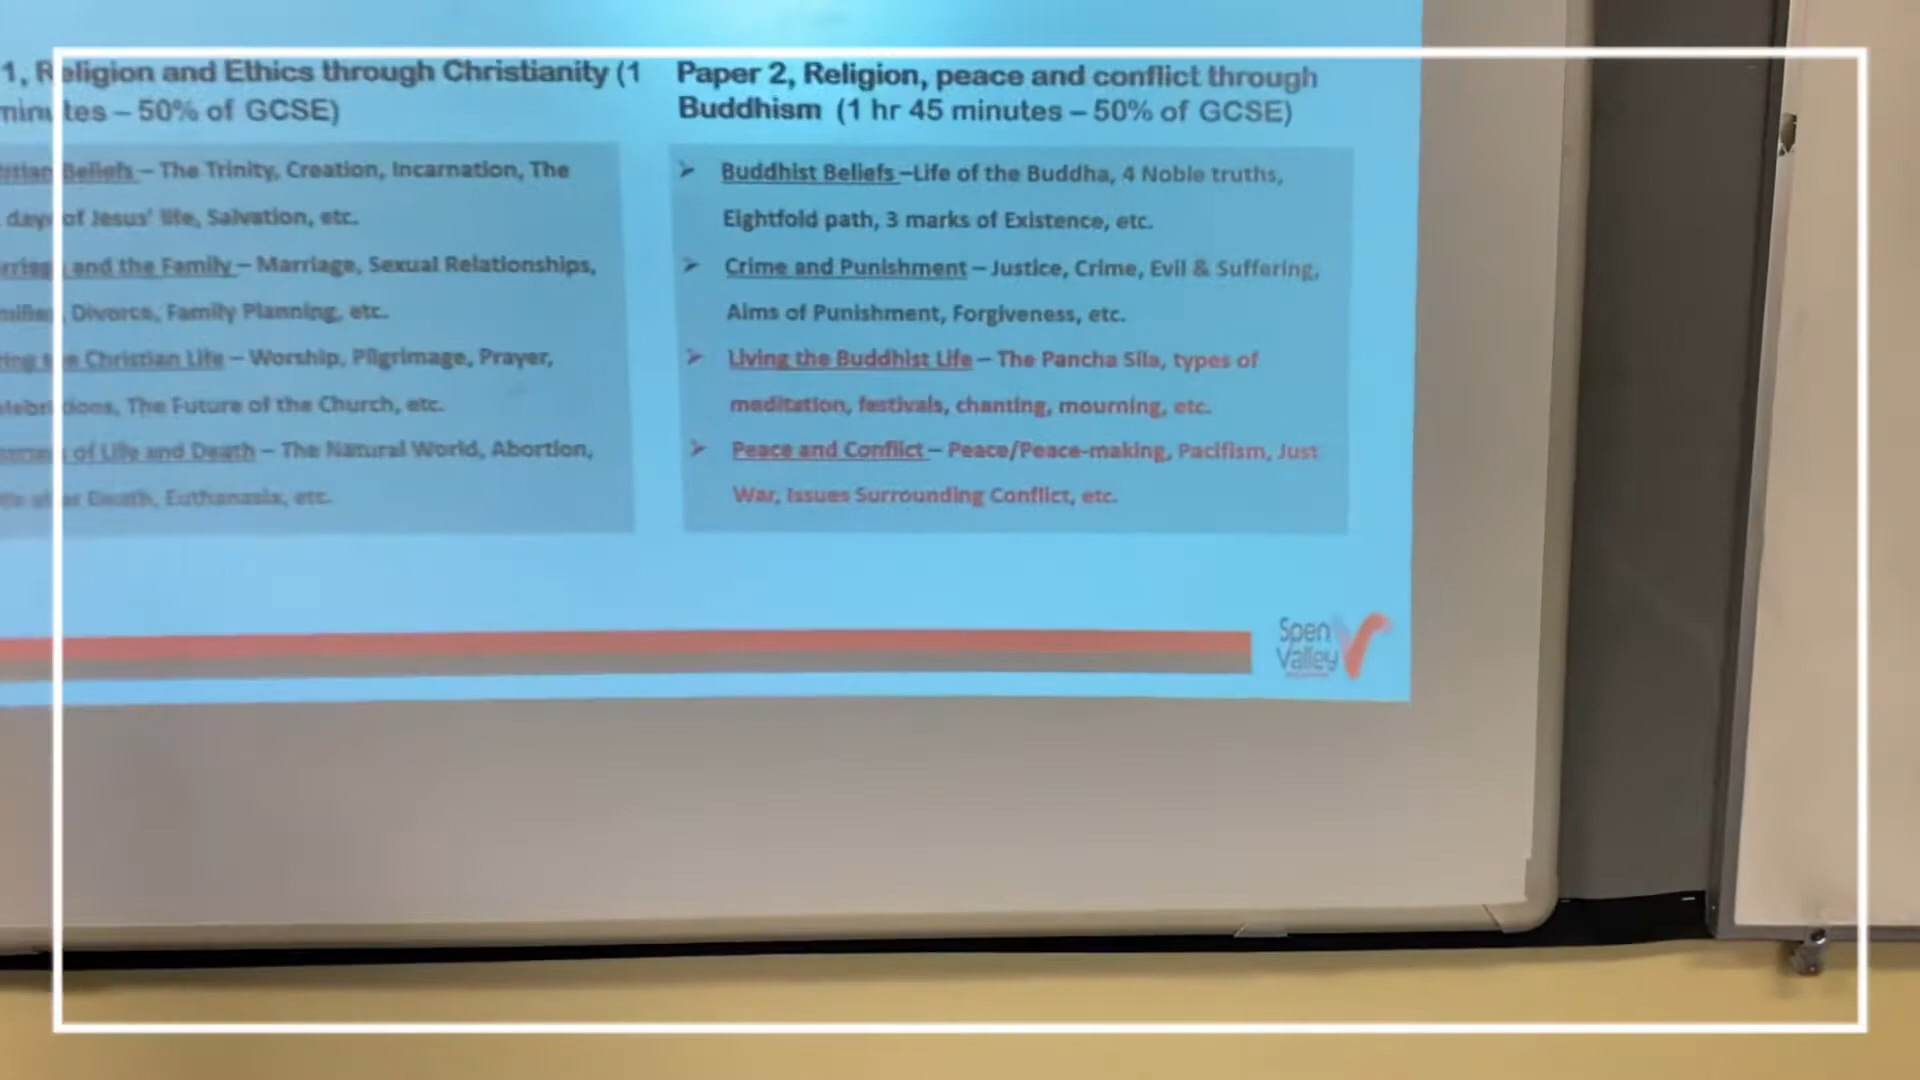 1, Religion and Ethics through Christianity (1
minutes – 50% of GCSE)
Beliefs – The Trinity, Creation, Incarnation, The
days of Jesus' life, Salvation, etc.
and the Family – Marriage, Sexual Relationships,
Divorce, Family Planning, etc.
Christian Life – Worship, Pilgrimage, Prayer,
The Future of the Church, etc.
of Life and Death – The Natural World, Abortion,
Death, Euthanasia, etc.
Paper 2, Religion, peace and conflict through
Buddhism (1 hr 45 minutes – 50% of GCSE)
➢ Buddhist Beliefs –Life of the Buddha, 4 Noble truths,
Eightfold path, 3 marks of Existence, etc.
➢ Crime and Punishment – Justice, Crime, Evil & Suffering,
Aims of Punishment, Forgiveness, etc.
➢ Living the Buddhist Life – The Pancha Sila, types of
meditation, festivals, chanting, mourning, etc.
➢ Peace and Conflict – Peace/Peace-making, Pacifism, Just
War, Issues Surrounding Conflict, etc.
Spen
Valley